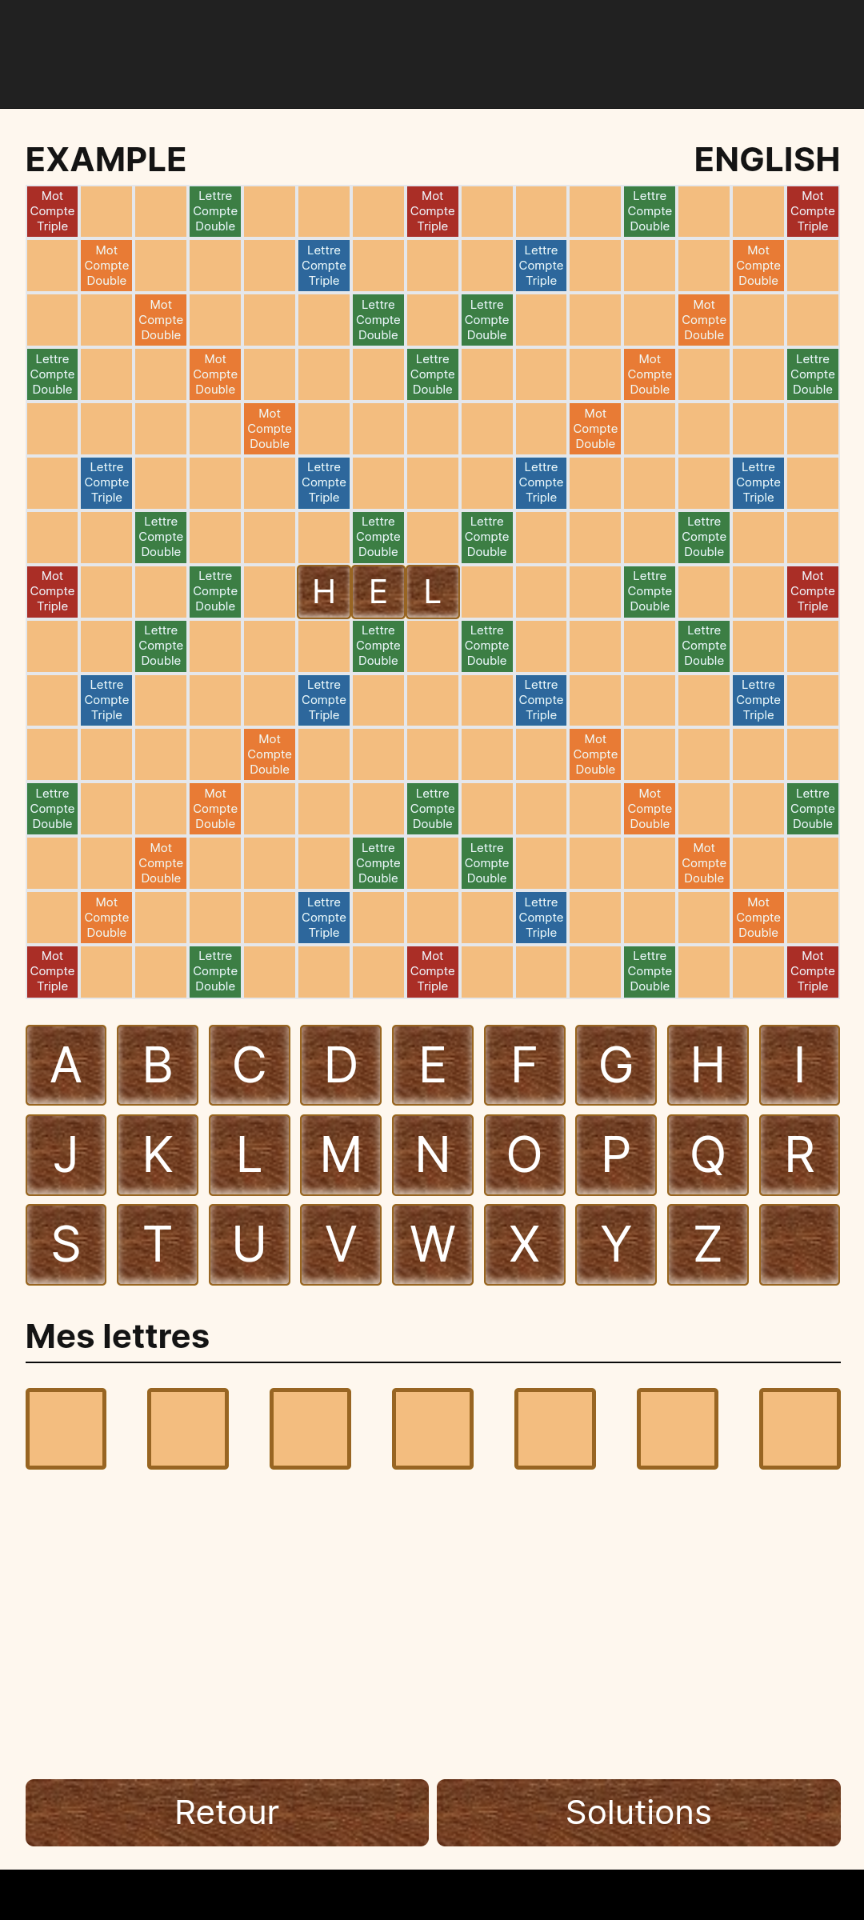 EXAMPLE ENGLISH
Mot Lettre Mot Lettre Mot
Compte Compte Compte Compte Compte
Triple Double Triple Double Triple
Mot Lettre Lettre Mot
Compte Compte Compte Compte
Double Triple Triple Double
Mot Lettre Lettre Mot
Compte Compte Compte Compte
Double Double Double Double
Lettre Mot Lettre Mot Lettre
Compte Compte Compte Compte Compte
Double Double Double Double Double
Mot Mot
Compte Compte
Double Double
Lettre Lettre Lettre Lettre
Compte Compte Compte Compte
Triple Triple Triple Triple
Lettre Lettre Lettre Lettre
Compte Compte Compte Compte
Double Double Double Double
Mot Lettre Lettre Mot
Compte Compte H E L Compte Compte
Triple Double Double Triple
Lettre Lettre Lettre Lettre
Compte Compte Compte Compte
Double Double Double Double
Lettre Lettre Lettre Lettre
Compte Compte Compte Compte
Triple Triple Triple Triple
Mot Mot
Compte Compte
Double Double
Lettre Mot Lettre Mot Lettre
Compte Compte Compte Compte Compte
Double Double Double Double Double
Mot Lettre Lettre Mot
Compte Compte Compte Compte
Double Double Double Double
Mot Lettre Lettre Mot
Compte Compte Compte Compte
Double Triple Triple Double
Mot Lettre Mot Lettre Mot
Compte Compte Compte Compte Compte
Triple Double Triple Double Triple
A B C D E F G H I
J K L M N O P Q R
S T U V W X Y Z
Mes lettres
Retour Solutions